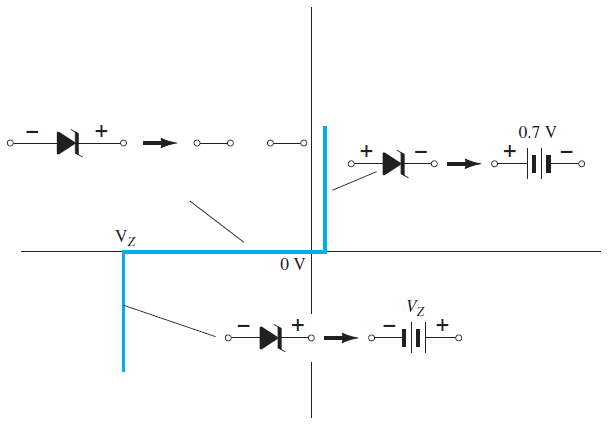 − +
0.7 V
+ − + −
V_Z
0 V
V_Z
− + − +